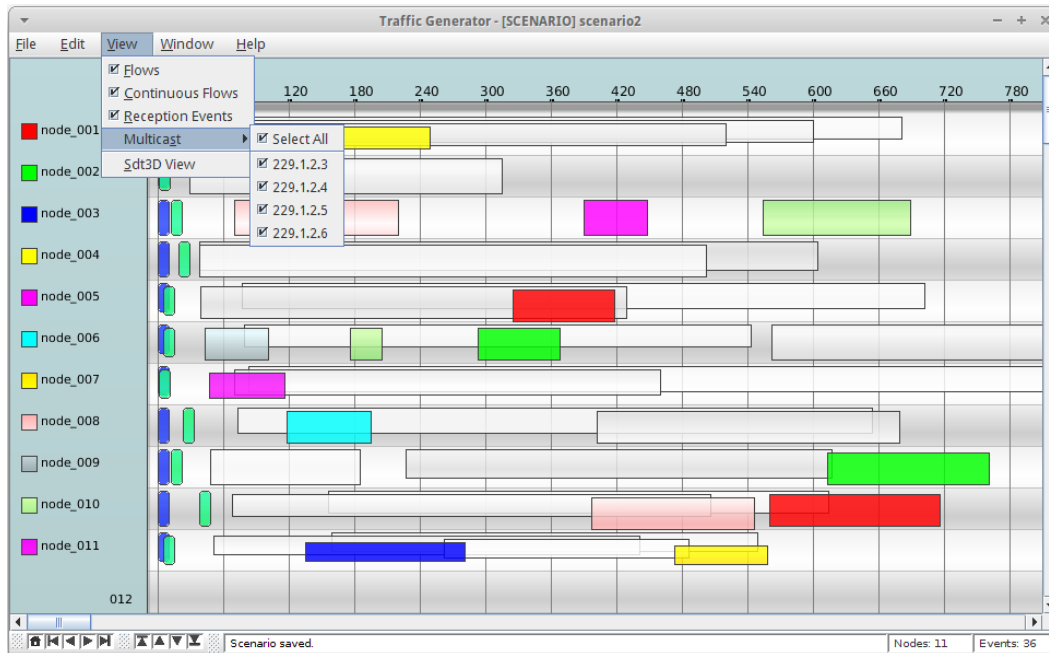 Traffic Generator - [SCENARIO] scenario2
File Edit View Window Help
Flows
Continuous Flows
Reception Events
Multicast
Sdt3D View
Select All
229.1.2.3
229.1.2.4
229.1.2.5
229.1.2.6
120 180 240 300 360 420 480 540 600 660 720 780
node_001
node_002
node_003
node_004
node_005
node_006
node_007
node_008
node_009
node_010
node_011
012
Scenario saved.
Nodes: 11
Events: 36